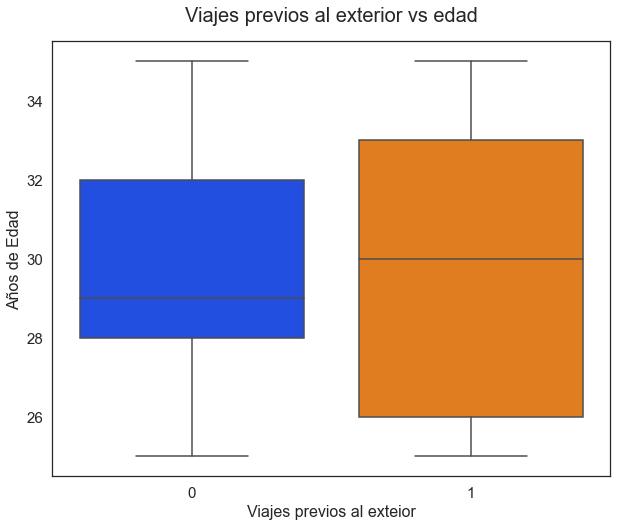 Viajes previos al exterior vs edad
34
32
30
28
26
Años de Edad
0
1
Viajes previos al exteior